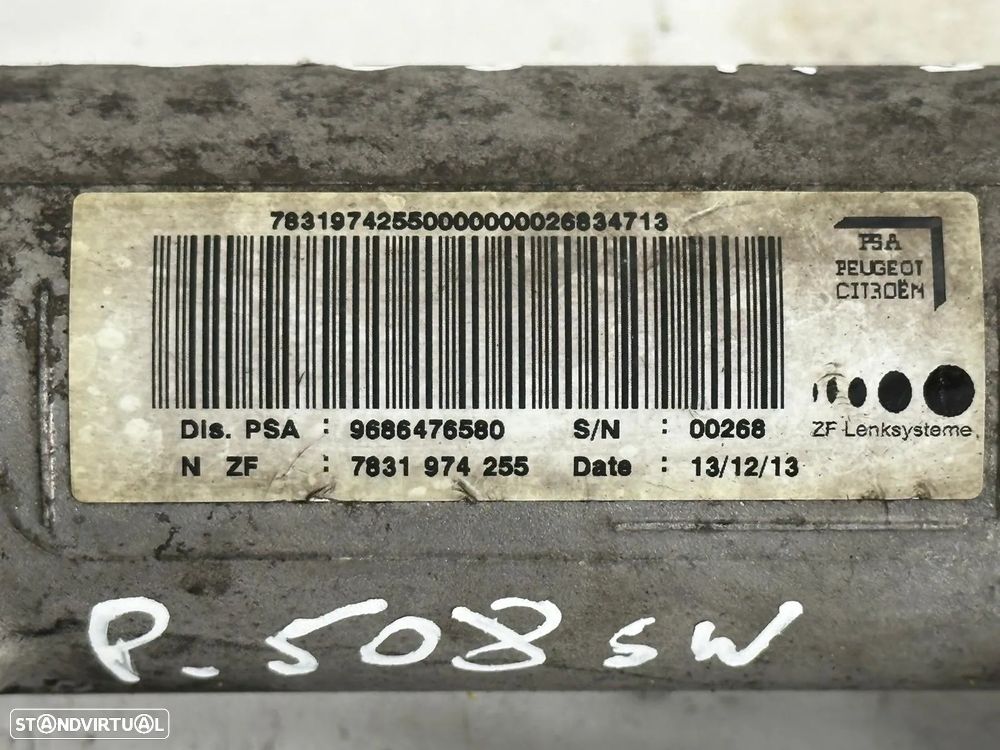 78319742550000000026834713
PSA
PEUGEOT
CITROËN
Dis. PSA : 9686476580 S/N : 00268
ZF Lenksysteme
N ZF : 7831 974 255 Date : 13/12/13
P. 508 SW
STANDVIRTUAL